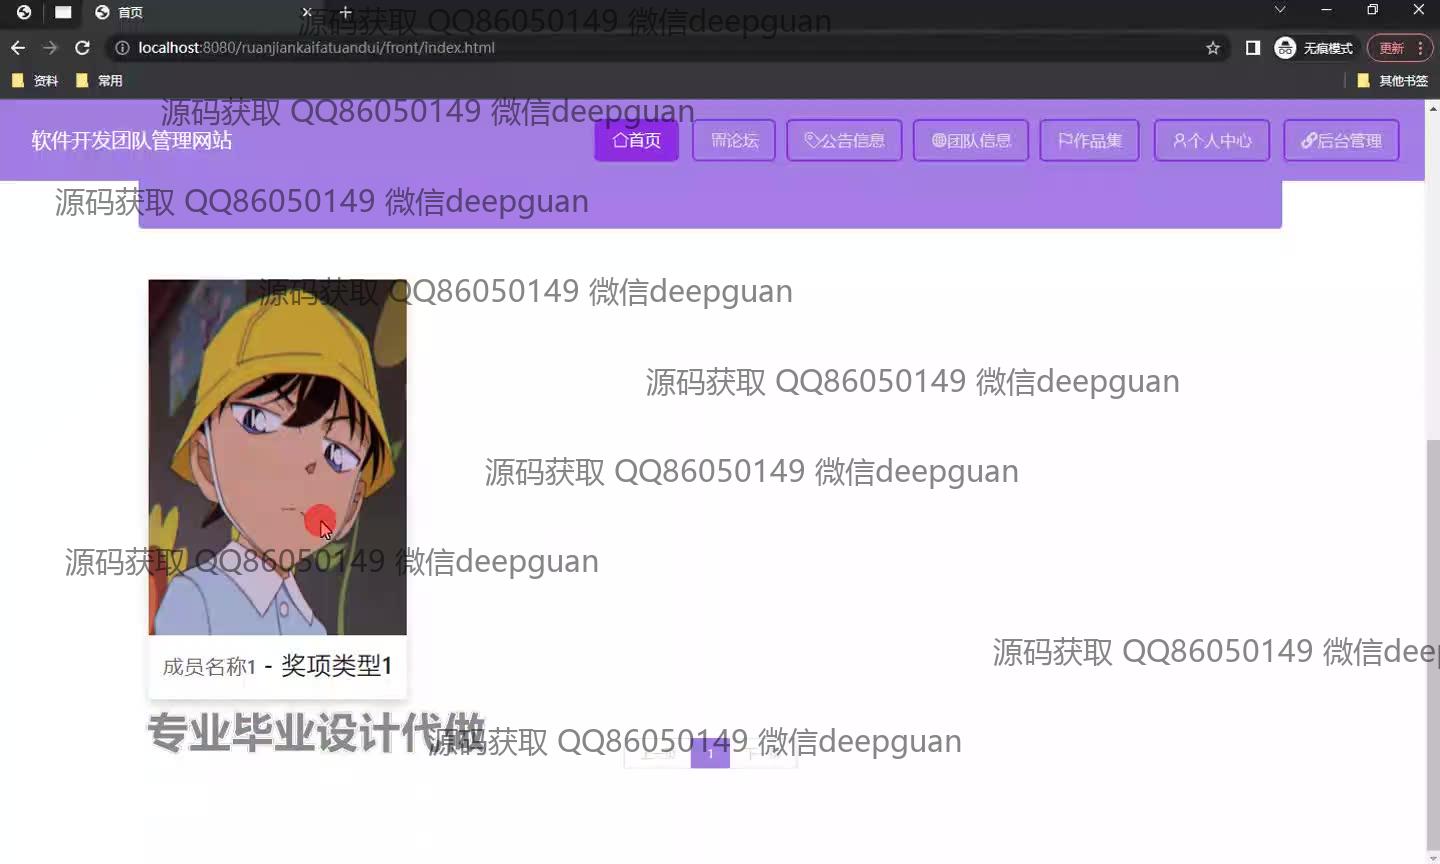 首页
源码获取 QQ86050149 微信deepguan
localhost:8080/ruanjiankaifatuandui/front/index.html
无痕模式
更新
资料
常用
其他书签
源码获取 QQ86050149 微信deepguan
软件开发团队管理网站
首页
论坛
公告信息
团队信息
作品集
个人中心
后台管理
源码获取 QQ86050149 微信deepguan
源码获取 QQ86050149 微信deepguan
源码获取 QQ86050149 微信deepguan
源码获取 QQ86050149 微信deepguan
源码获取 QQ86050149 微信deepguan
源码获取 QQ86050149 微信dee
成员名称1 - 奖项类型1
专业毕业设计代做
源码获取 QQ86050149 微信deepguan
1